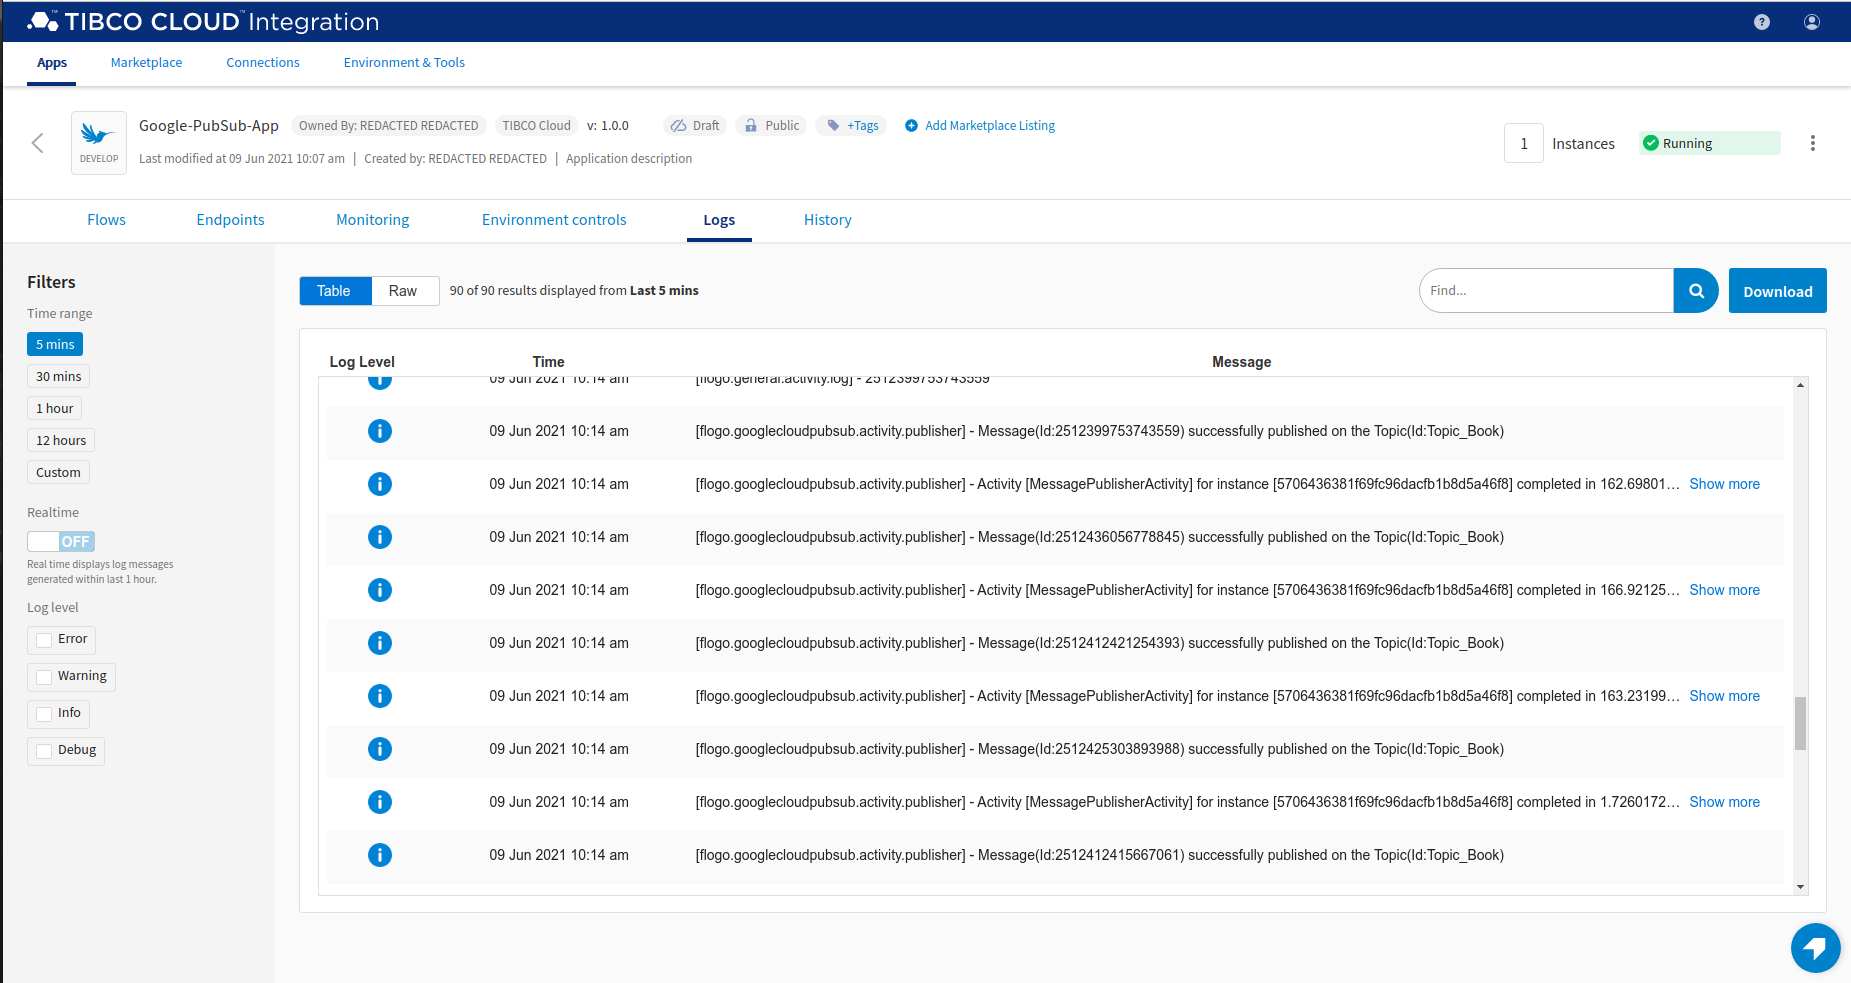 TIBCO CLOUD™ Integration
?
Apps Marketplace Connections Environment & Tools
DEVELOP
Google-PubSub-App Owned By: REDACTED REDACTED TIBCO Cloud v: 1.0.0 Draft Public +Tags Add Marketplace Listing
Last modified at 09 Jun 2021 10:07 am | Created by: REDACTED REDACTED | Application description
1 Instances Running
Flows Endpoints Monitoring Environment controls Logs History
Filters
Time range
5 mins
30 mins
1 hour
12 hours
Custom
Realtime
OFF
Real time displays log messages
generated within last 1 hour.
Log level
Error
Warning
Info
Debug
Table Raw 90 of 90 results displayed from Last 5 mins
Find...
Download
Log Level Time Message
09 Jun 2021 10:14 am [flogo.general.activity.log] - 2512399753743559
09 Jun 2021 10:14 am [flogo.googlecloudpubsub.activity.publisher] - Message(Id:2512399753743559) successfully published on the Topic(Id:Topic_Book)
09 Jun 2021 10:14 am [flogo.googlecloudpubsub.activity.publisher] - Activity [MessagePublisherActivity] for instance [5706436381f69fc96dacfb1b8d5a46f8] completed in 162.69801... Show more
09 Jun 2021 10:14 am [flogo.googlecloudpubsub.activity.publisher] - Message(Id:2512436056778845) successfully published on the Topic(Id:Topic_Book)
09 Jun 2021 10:14 am [flogo.googlecloudpubsub.activity.publisher] - Activity [MessagePublisherActivity] for instance [5706436381f69fc96dacfb1b8d5a46f8] completed in 166.92125... Show more
09 Jun 2021 10:14 am [flogo.googlecloudpubsub.activity.publisher] - Message(Id:2512412421254393) successfully published on the Topic(Id:Topic_Book)
09 Jun 2021 10:14 am [flogo.googlecloudpubsub.activity.publisher] - Activity [MessagePublisherActivity] for instance [5706436381f69fc96dacfb1b8d5a46f8] completed in 163.23199... Show more
09 Jun 2021 10:14 am [flogo.googlecloudpubsub.activity.publisher] - Message(Id:2512425303893988) successfully published on the Topic(Id:Topic_Book)
09 Jun 2021 10:14 am [flogo.googlecloudpubsub.activity.publisher] - Activity [MessagePublisherActivity] for instance [5706436381f69fc96dacfb1b8d5a46f8] completed in 1.7260172... Show more
09 Jun 2021 10:14 am [flogo.googlecloudpubsub.activity.publisher] - Message(Id:2512412415667061) successfully published on the Topic(Id:Topic_Book)